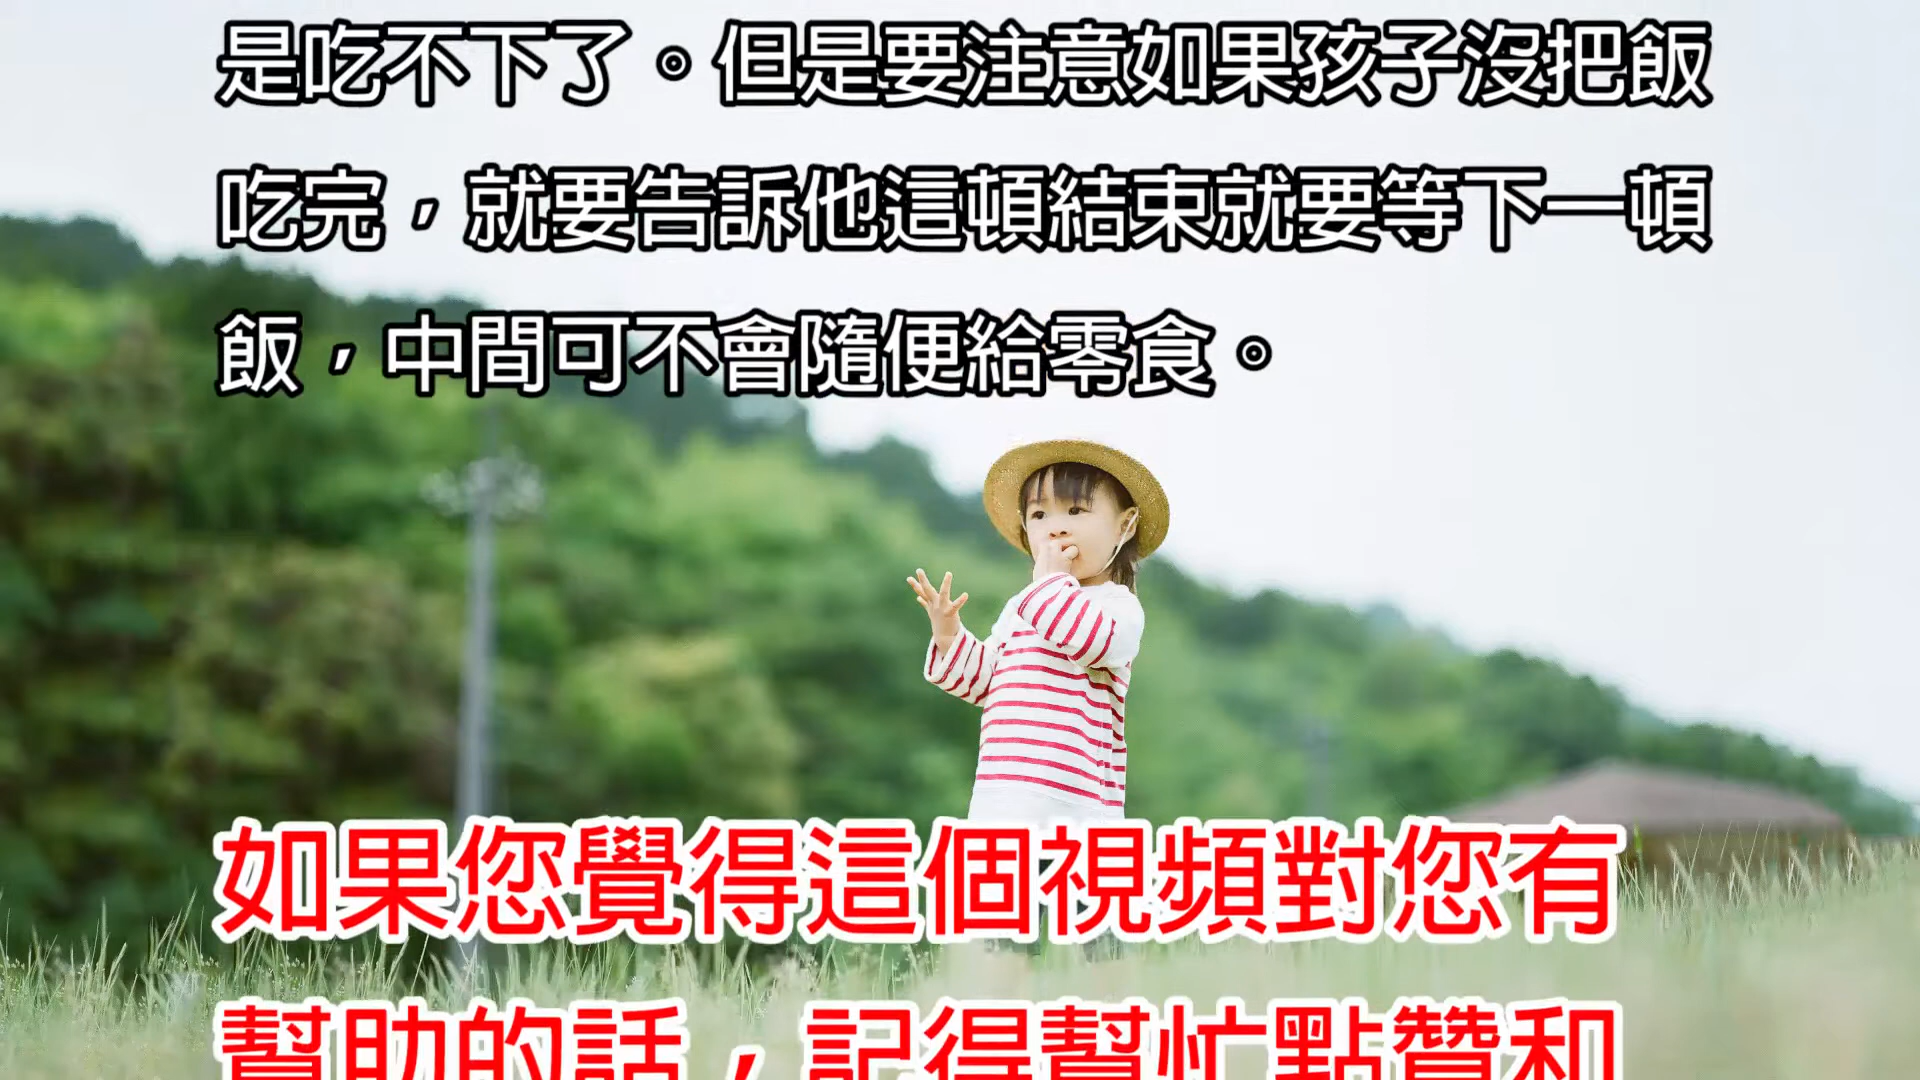 是吃不下了。但是要注意如果孩子沒把飯
吃完，就要告訴他這頓結束就要等下一頓
飯，中間可不會隨便給零食。
如果您覺得這個視頻對您有
幫助的話，記得幫忙點贊和